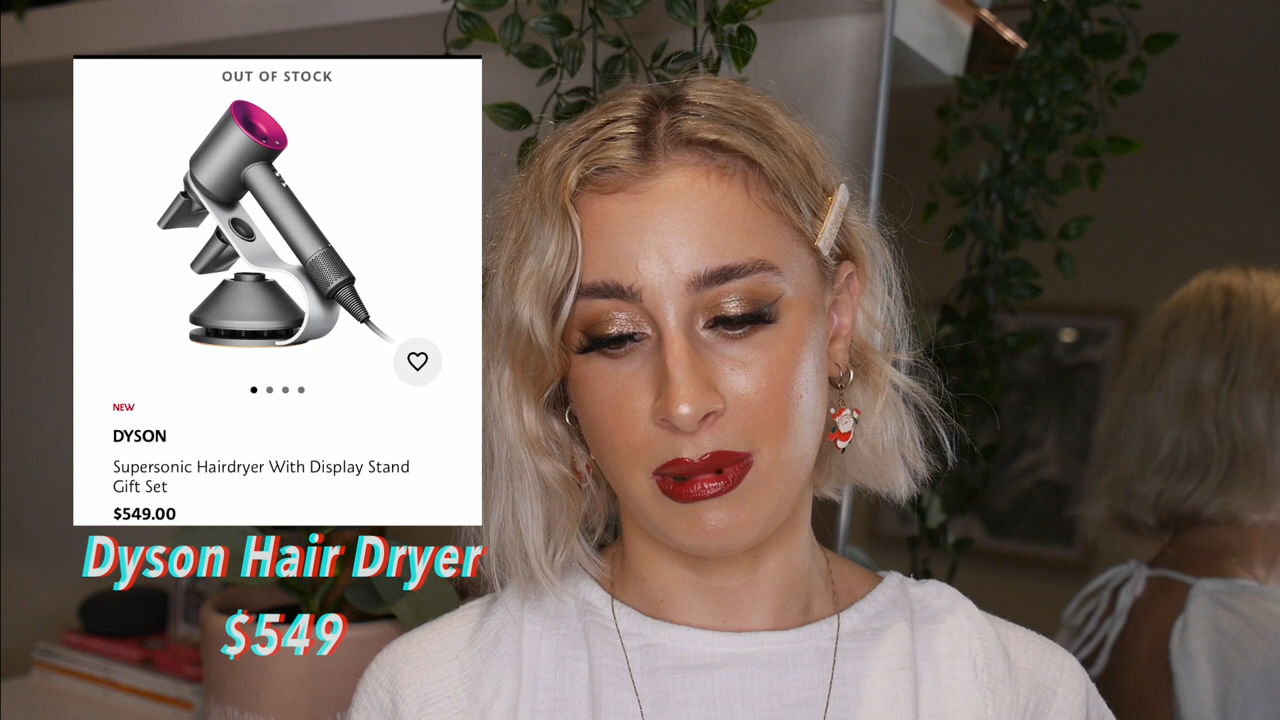 OUT OF STOCK
NEW
DYSON
Supersonic Hairdryer With Display Stand
Gift Set
$549.00
Dyson Hair Dryer
$549